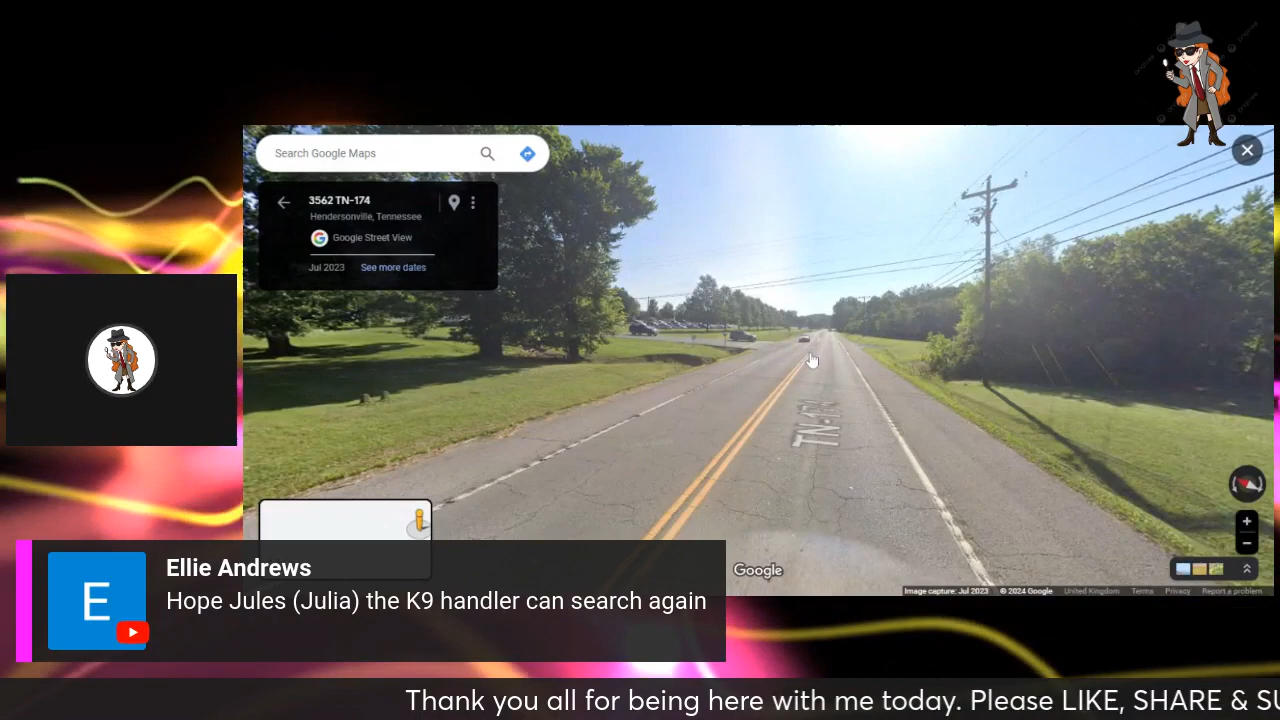 Search Google Maps
3562 TN-174
Hendersonville, Tennessee
Google Street View
Jul 2023 See more dates
TN-174
E
Ellie Andrews
Hope Jules (Julia) the K9 handler can search again
Google
Image capture: Jul 2023 © 2024 Google United Kingdom Terms Privacy Report a problem
Thank you all for being here with me today. Please LIKE, SHARE & SU